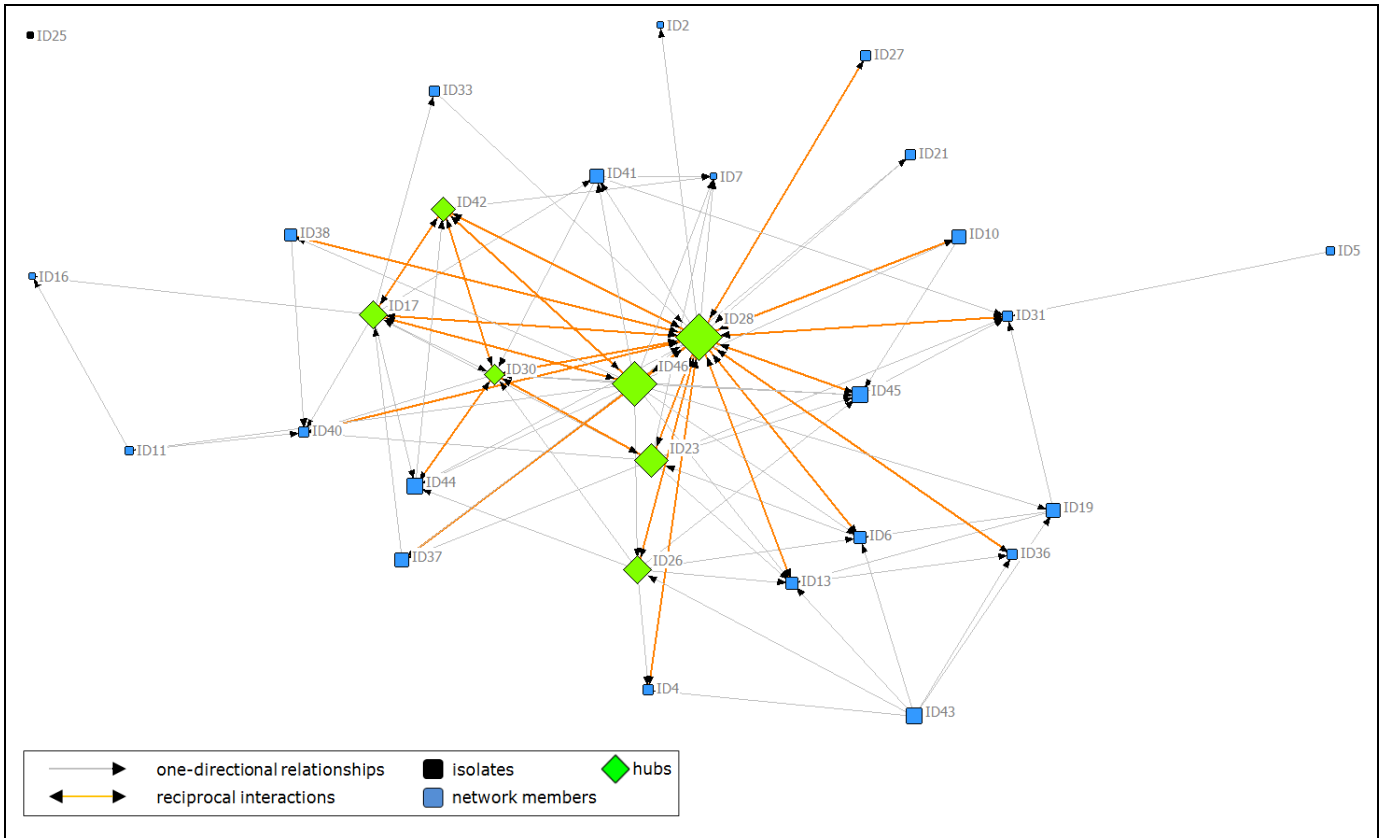 ID2
ID25
ID27
ID33
ID21
ID41
ID7
ID42
ID38
ID10
ID5
ID16
ID17
ID28
ID31
ID46
ID30
ID45
ID40
ID11
ID23
ID44
ID19
ID6
ID36
ID37
ID26
ID13
ID4
ID43
one-directional relationships
isolates
hubs
reciprocal interactions
network members